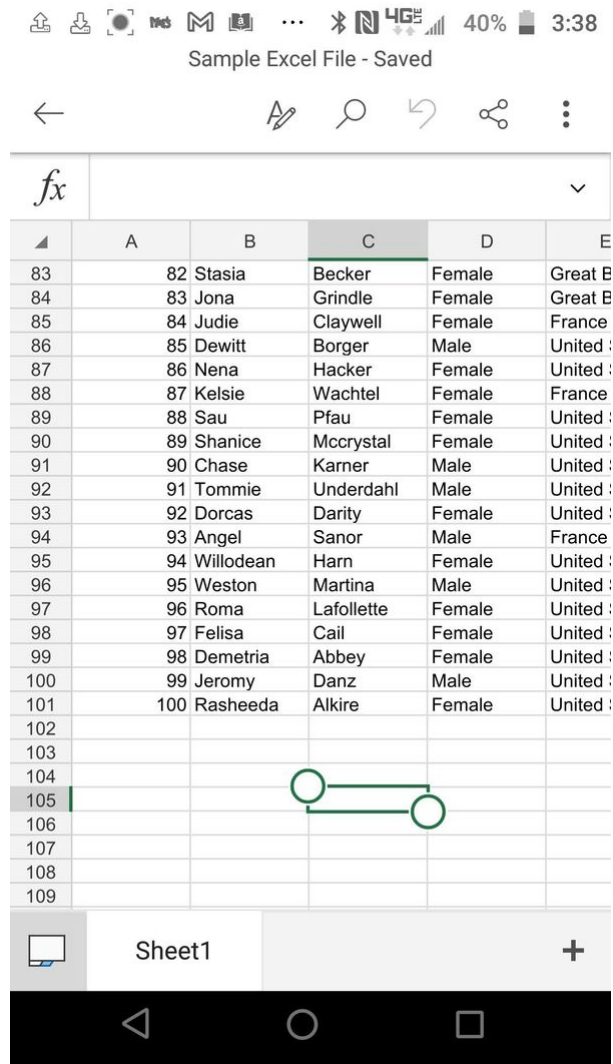 40% 3:38
Sample Excel File - Saved
fx
A B C D E
83 82 Stasia Becker Female Great B
84 83 Jona Grindle Female Great B
85 84 Judie Claywell Female France
86 85 Dewitt Borger Male United
87 86 Nena Hacker Female United
88 87 Kelsie Wachtel Female France
89 88 Sau Pfau Female United
90 89 Shanice Mccrystal Female United
91 90 Chase Karner Male United
92 91 Tommie Underdahl Male United
93 92 Dorcas Darity Female United
94 93 Angel Sanor Male France
95 94 Willodean Harn Female United
96 95 Weston Martina Male United
97 96 Roma Lafollette Female United
98 97 Felisa Cail Female United
99 98 Demetria Abbey Female United
100 99 Jeromy Danz Male United
101 100 Rasheeda Alkire Female United
102
103
104
105
106
107
108
109
Sheet1